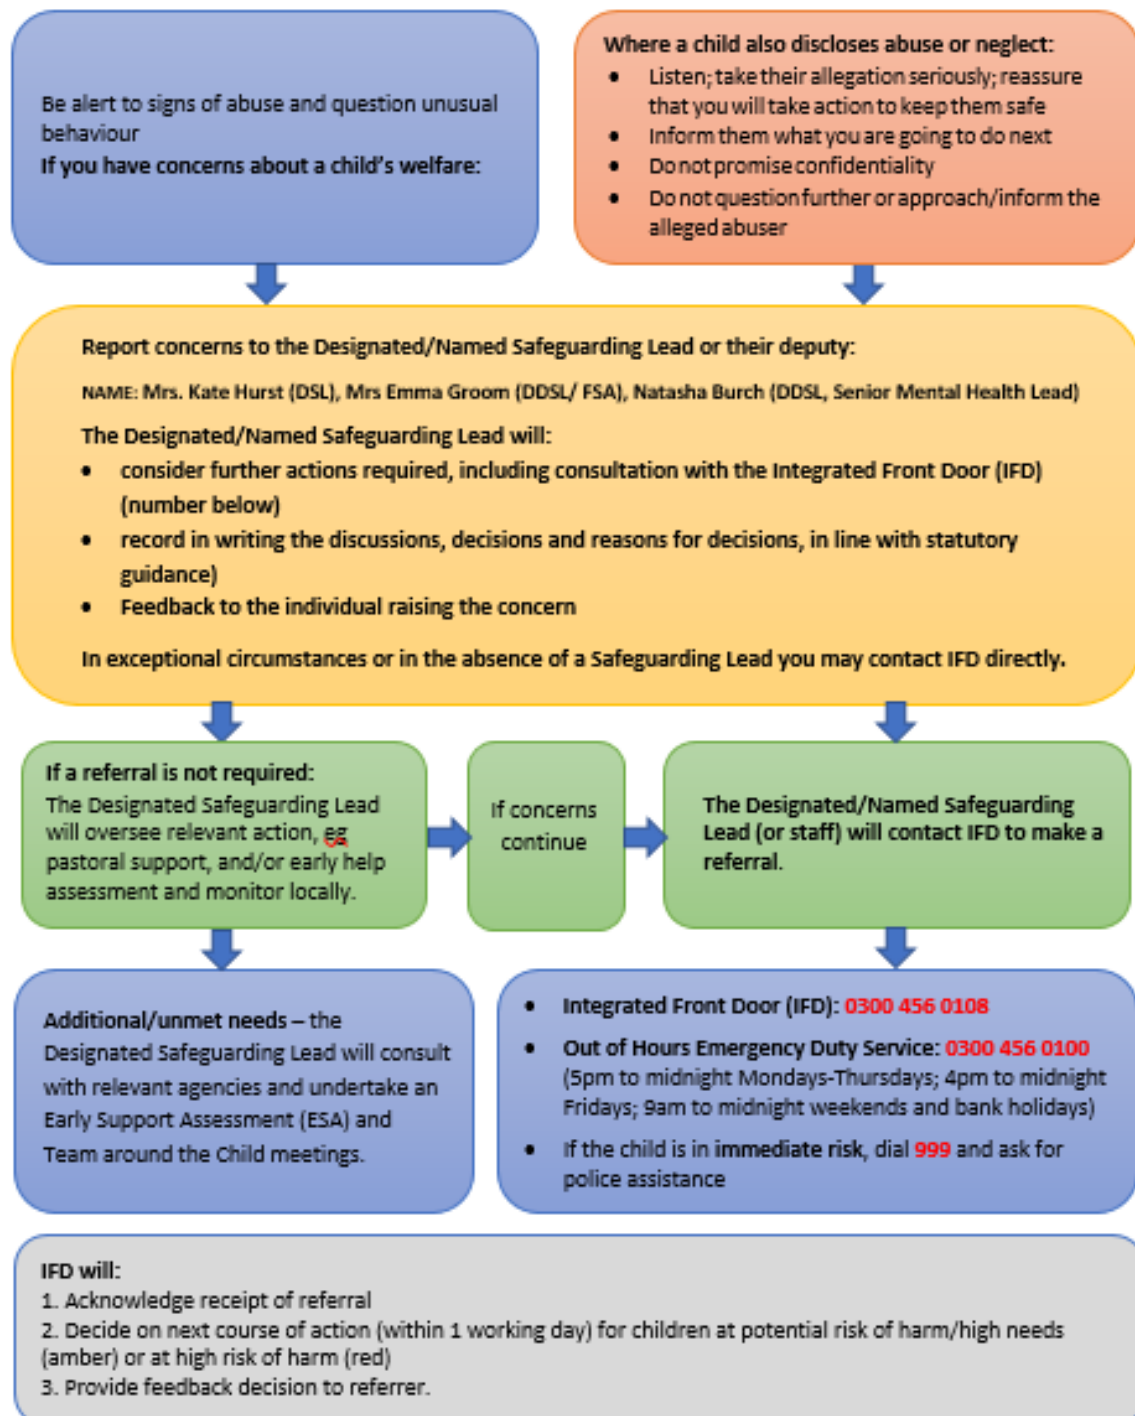 Be alert to signs of abuse and question unusual
behaviour
If you have concerns about a child's welfare:
Where a child also discloses abuse or neglect:
• Listen; take their allegation seriously; reassure
that you will take action to keep them safe
• Inform them what you are going to do next
• Do not promise confidentiality
• Do not question further or approach/inform the
alleged abuser
Report concerns to the Designated/Named Safeguarding Lead or their deputy:
NAME: Mrs. Kate Hurst (DSL), Mrs Emma Groom (DDSL/ FSA), Natasha Burch (DDSL, Senior Mental Health Lead)
The Designated/Named Safeguarding Lead will:
• consider further actions required, including consultation with the Integrated Front Door (IFD)
(number below)
• record in writing the discussions, decisions and reasons for decisions, in line with statutory
guidance)
• Feedback to the individual raising the concern
In exceptional circumstances or in the absence of a Safeguarding Lead you may contact IFD directly.
If a referral is not required:
The Designated Safeguarding Lead
will oversee relevant action, eg
pastoral support, and/or early help
assessment and monitor locally.
If concerns
continue
The Designated/Named Safeguarding
Lead (or staff) will contact IFD to make a
referral.
Additional/unmet needs – the
Designated Safeguarding Lead will consult
with relevant agencies and undertake an
Early Support Assessment (ESA) and
Team around the Child meetings.
• Integrated Front Door (IFD): 0300 456 0108
• Out of Hours Emergency Duty Service: 0300 456 0100
(5pm to midnight Mondays-Thursdays; 4pm to midnight
Fridays; 9am to midnight weekends and bank holidays)
• If the child is in immediate risk, dial 999 and ask for
police assistance
IFD will:
1. Acknowledge receipt of referral
2. Decide on next course of action (within 1 working day) for children at potential risk of harm/high needs
(amber) or at high risk of harm (red)
3. Provide feedback decision to referrer.